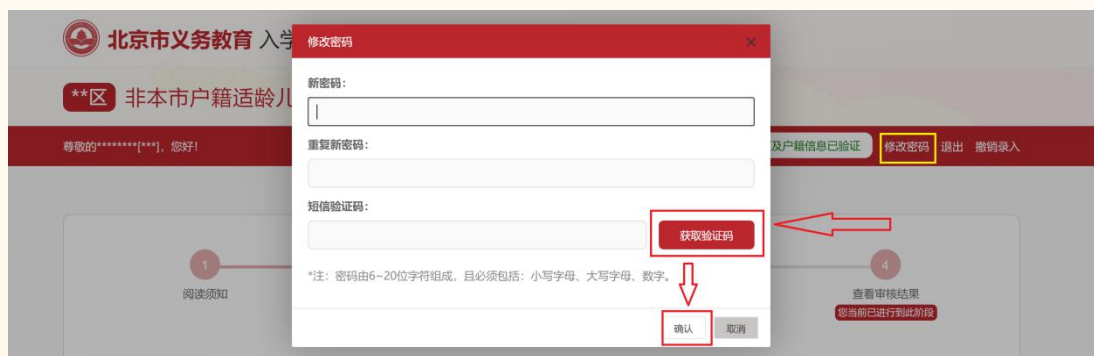 北京市义务教育 入学
修改密码
×
新密码：
**区 非本市户籍适龄儿
重复新密码：
尊敬的********[***]，您好！
及户籍信息已验证 修改密码 退出 撤销录入
短信验证码：
获取验证码
1
4
*注：密码由6~20位字符组成，且必须包括：小写字母、大写字母、数字。
阅读须知
查看审核结果
您当前已进行到此阶段
确认 取消